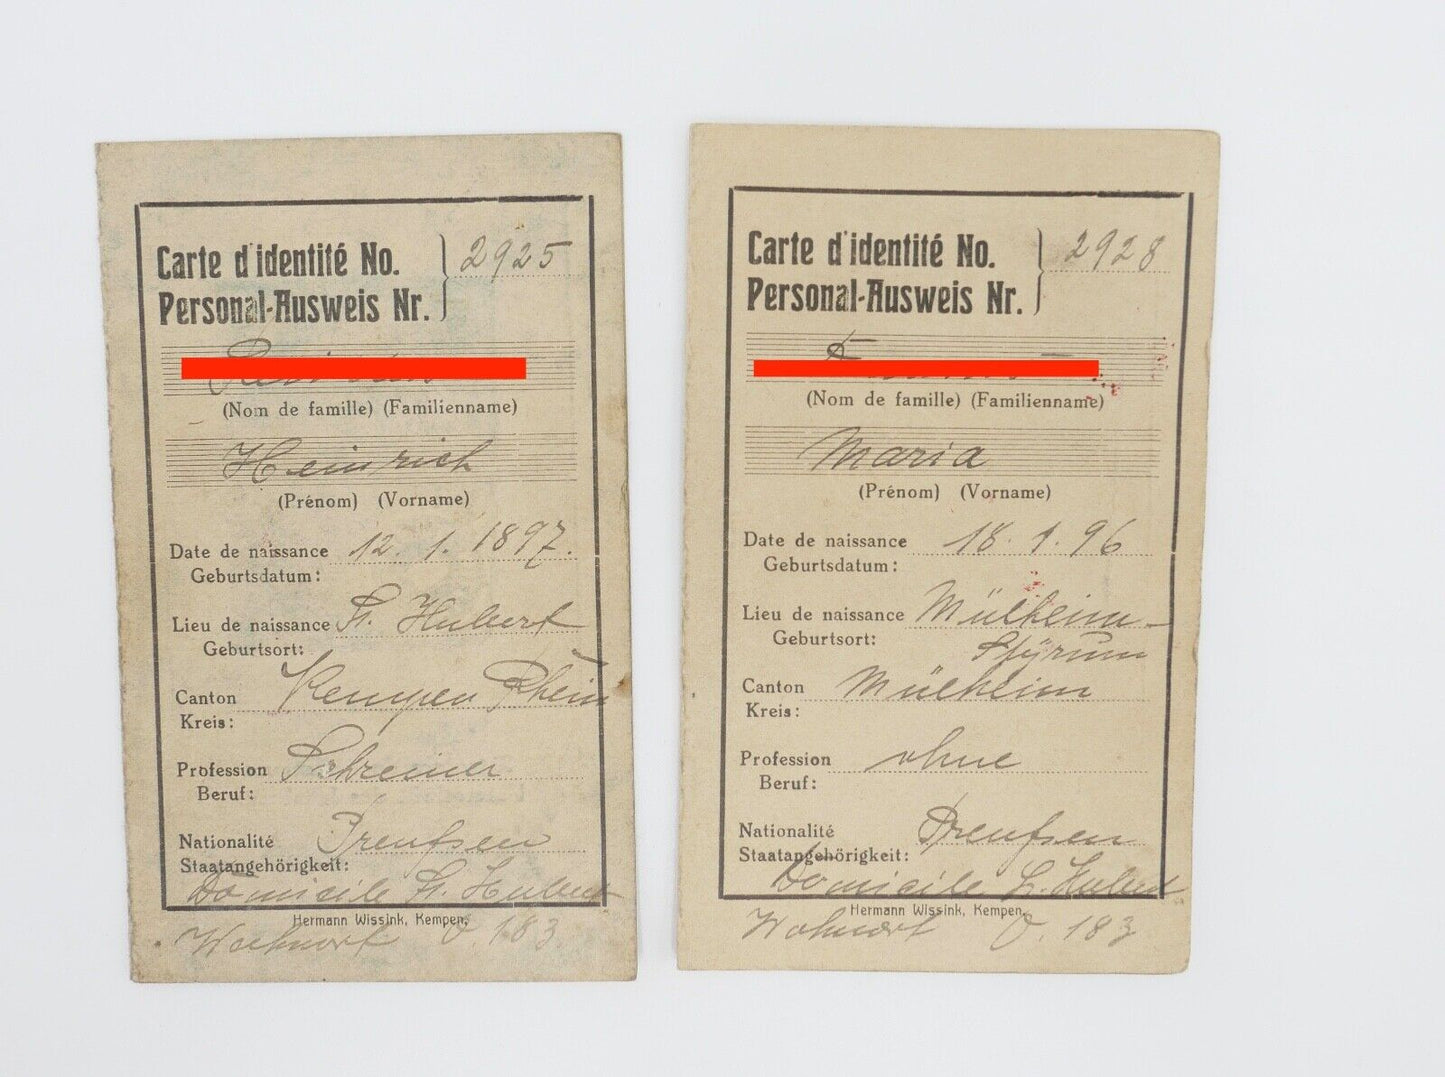 Carte d'identité No.
Personal-Ausweis Nr.
2925
(Nom de famille) (Familienname)
Heinrich
(Prénom) (Vorname)
Date de naissance 12. 1. 1897.
Geburtsdatum:
Lieu de naissance St. Hubert
Geburtsort:
Canton Kempen Rhein
Kreis:
Profession Schreiner
Beruf:
Nationalité Preußen
Staatangehörigkeit:
Domicile St. Hubert
Hermann Wissink, Kempen.
Wohnort O. 183
Carte d'identité No.
Personal-Ausweis Nr.
2928
(Nom de famille) (Familienname)
Maria
(Prénom) (Vorname)
Date de naissance 18. 1. 96
Geburtsdatum:
Lieu de naissance Mülheim-
Geburtsort: Styrum
Canton Mülheim
Kreis:
Profession ohne
Beruf:
Nationalité Preußen
Staatangehörigkeit:
Domicile St. Hubert
Hermann Wissink, Kempen.
Wohnort O. 183